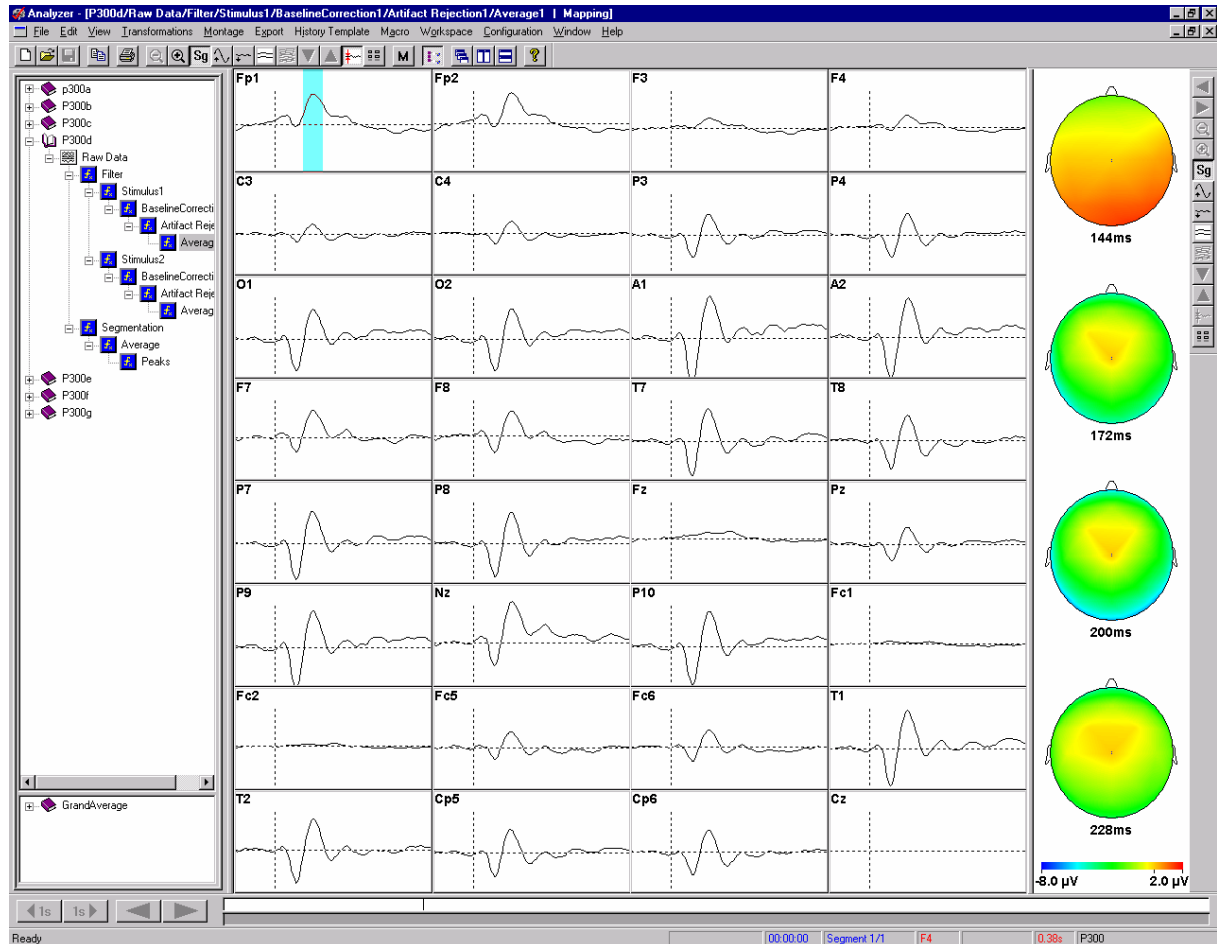 Analyzer - [P300d/Raw Data/Filter/Stimulus1/BaselineCorrection1/Artifact Rejection1/Average1 | Mapping]
File Edit View Transformations Montage Export History Template Macro Workspace Configuration Window Help
Sg M ?
p300a
P300b
P300c
P300d
Raw Data
Filter
Stimulus1
BaselineCorrecti
Artifact Reje
Averag
Stimulus2
BaselineCorrecti
Artifact Reje
Averag
Segmentation
Average
Peaks
P300e
P300f
P300g
GrandAverage
Fp1 Fp2 F3 F4
C3 C4 P3 P4
O1 O2 A1 A2
F7 F8 T7 T8
P7 P8 Fz Pz
P9 Nz P10 Fc1
Fc2 Fc5 Fc6 T1
T2 Cp5 Cp6 Cz
144ms
172ms
200ms
228ms
-8.0 µV 2.0 µV
Sg
1s 1s
Ready 00:00:00 Segment 1/1 F4 0.38s P300